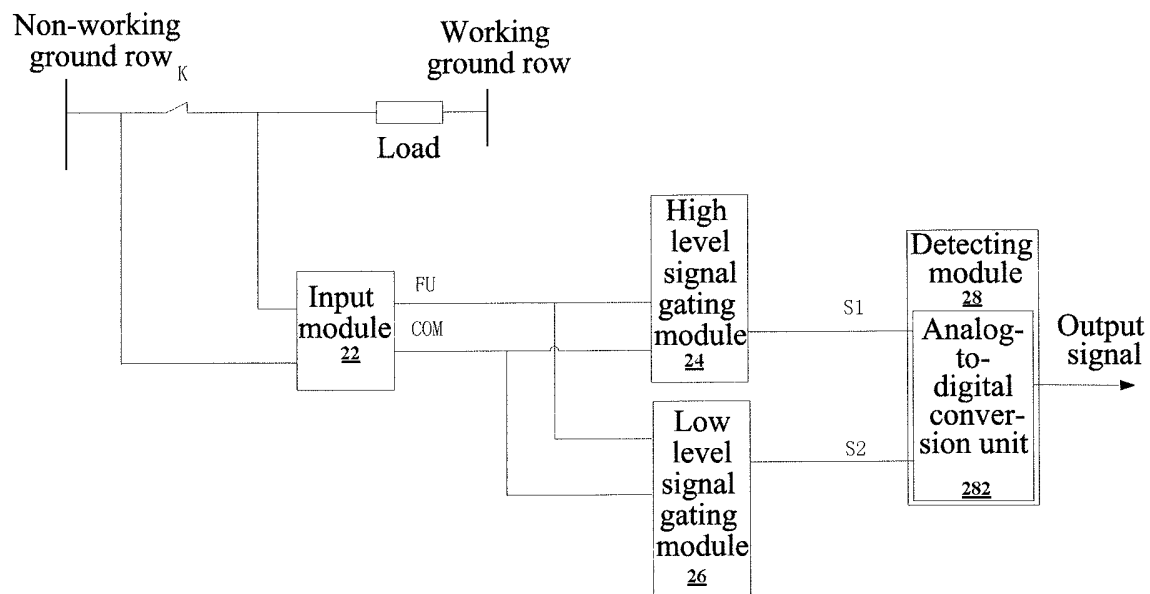 Non-working
ground row
K
Working
ground row
Load
High
level
signal
gating
module
24
Input
module
22
FU
COM
S1
Detecting
module
28
Analog-
to-
digital
conver-
sion unit
282
Output
signal
Low
level
signal
gating
module
26
S2